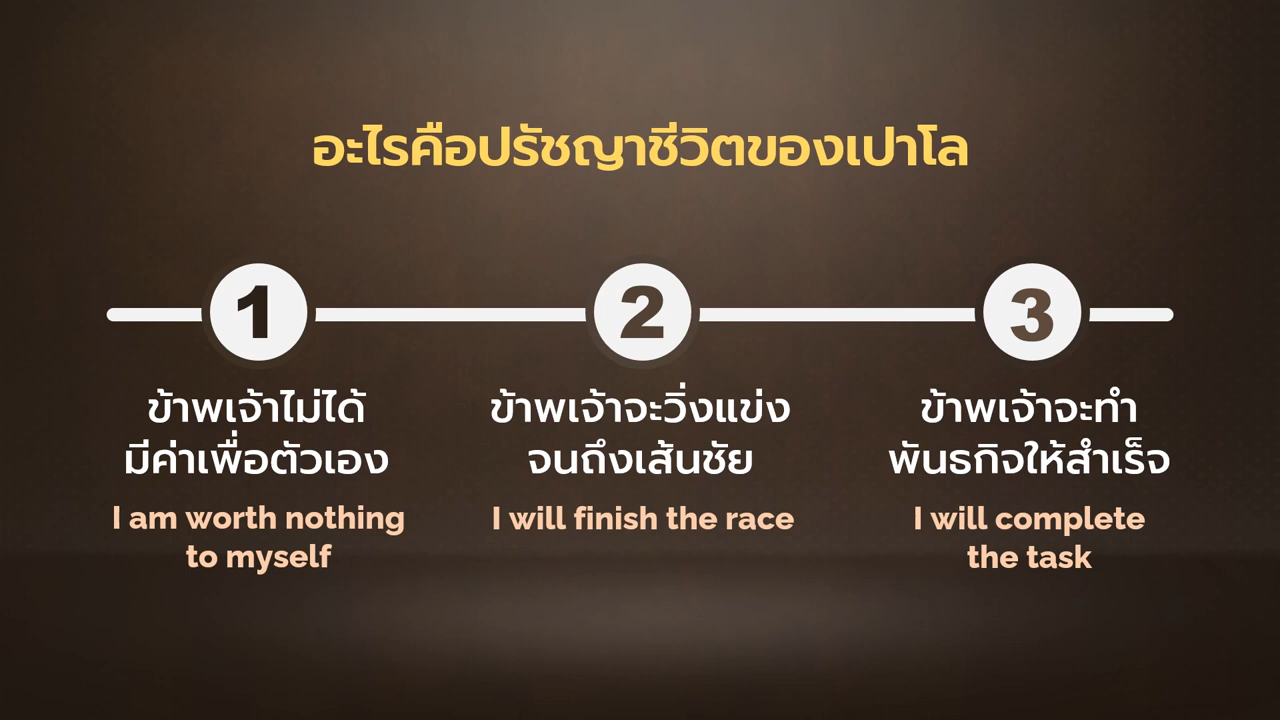 อะไรคือปรัชญาชีวิตของเปาโล
1
2
3
ข้าพเจ้าไม่ได้
มีค่าเพื่อตัวเอง
I am worth nothing
to myself
ข้าพเจ้าจะวิ่งแข่ง
จนถึงเส้นชัย
I will finish the race
ข้าพเจ้าจะทำ
พันธกิจให้สำเร็จ
I will complete
the task